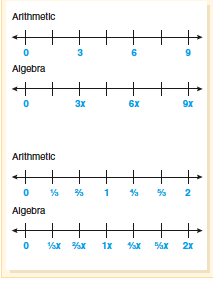 Arithmetic
0 3 6 9
Algebra
0 3x 6x 9x
Arithmetic
0 ⅓ ⅔ 1 4/3 5/3 2
Algebra
0 ⅓x ⅔x 1x 4/3x 5/3x 2x